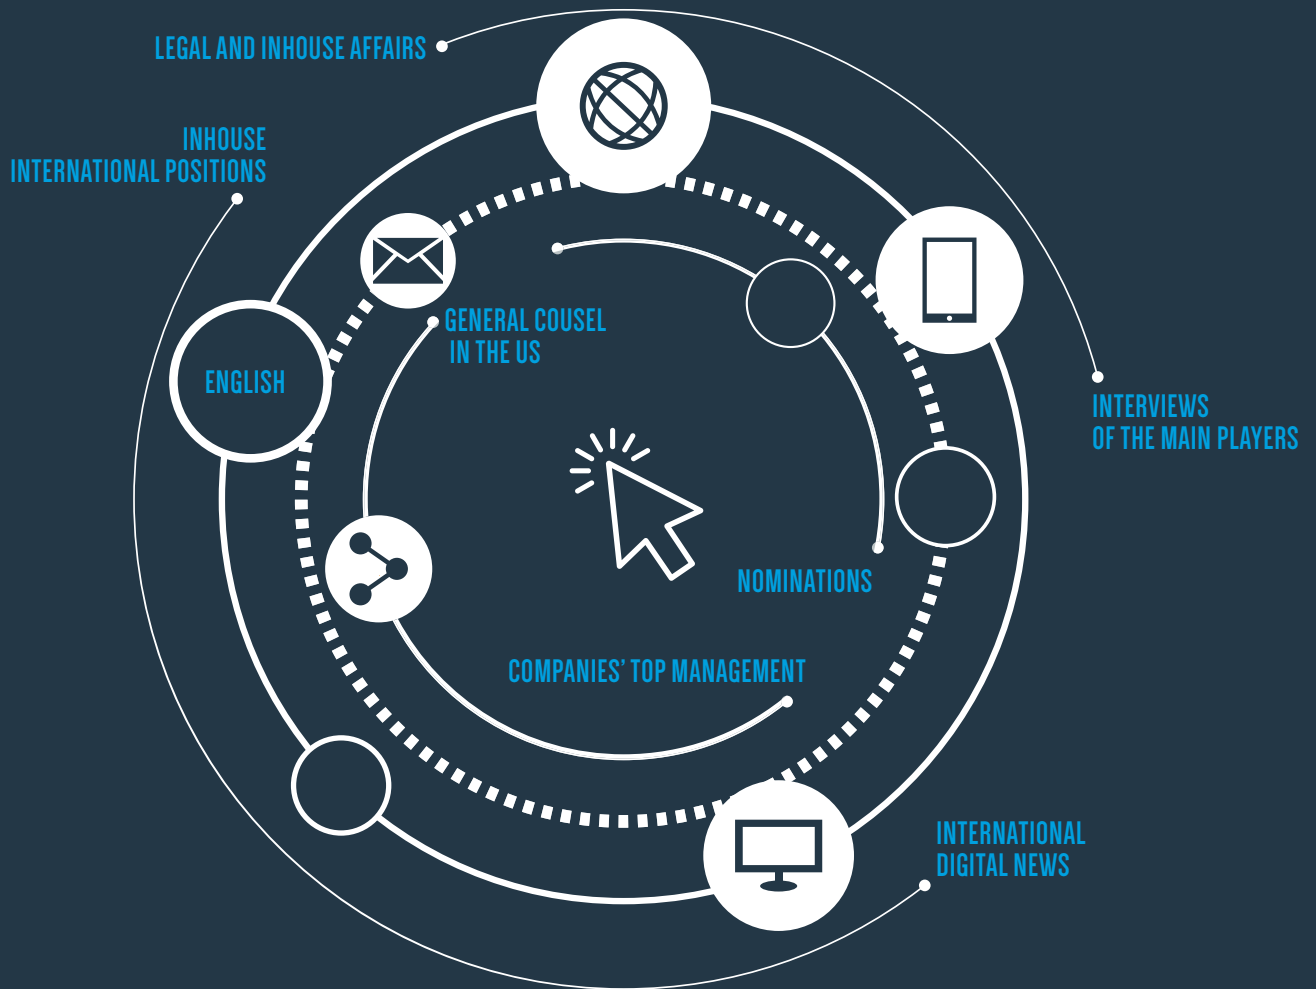 LEGAL AND INHOUSE AFFAIRS
INHOUSE
INTERNATIONAL POSITIONS
GENERAL COUSEL
IN THE US
ENGLISH
INTERVIEWS
OF THE MAIN PLAYERS
NOMINATIONS
COMPANIES' TOP MANAGEMENT
INTERNATIONAL
DIGITAL NEWS